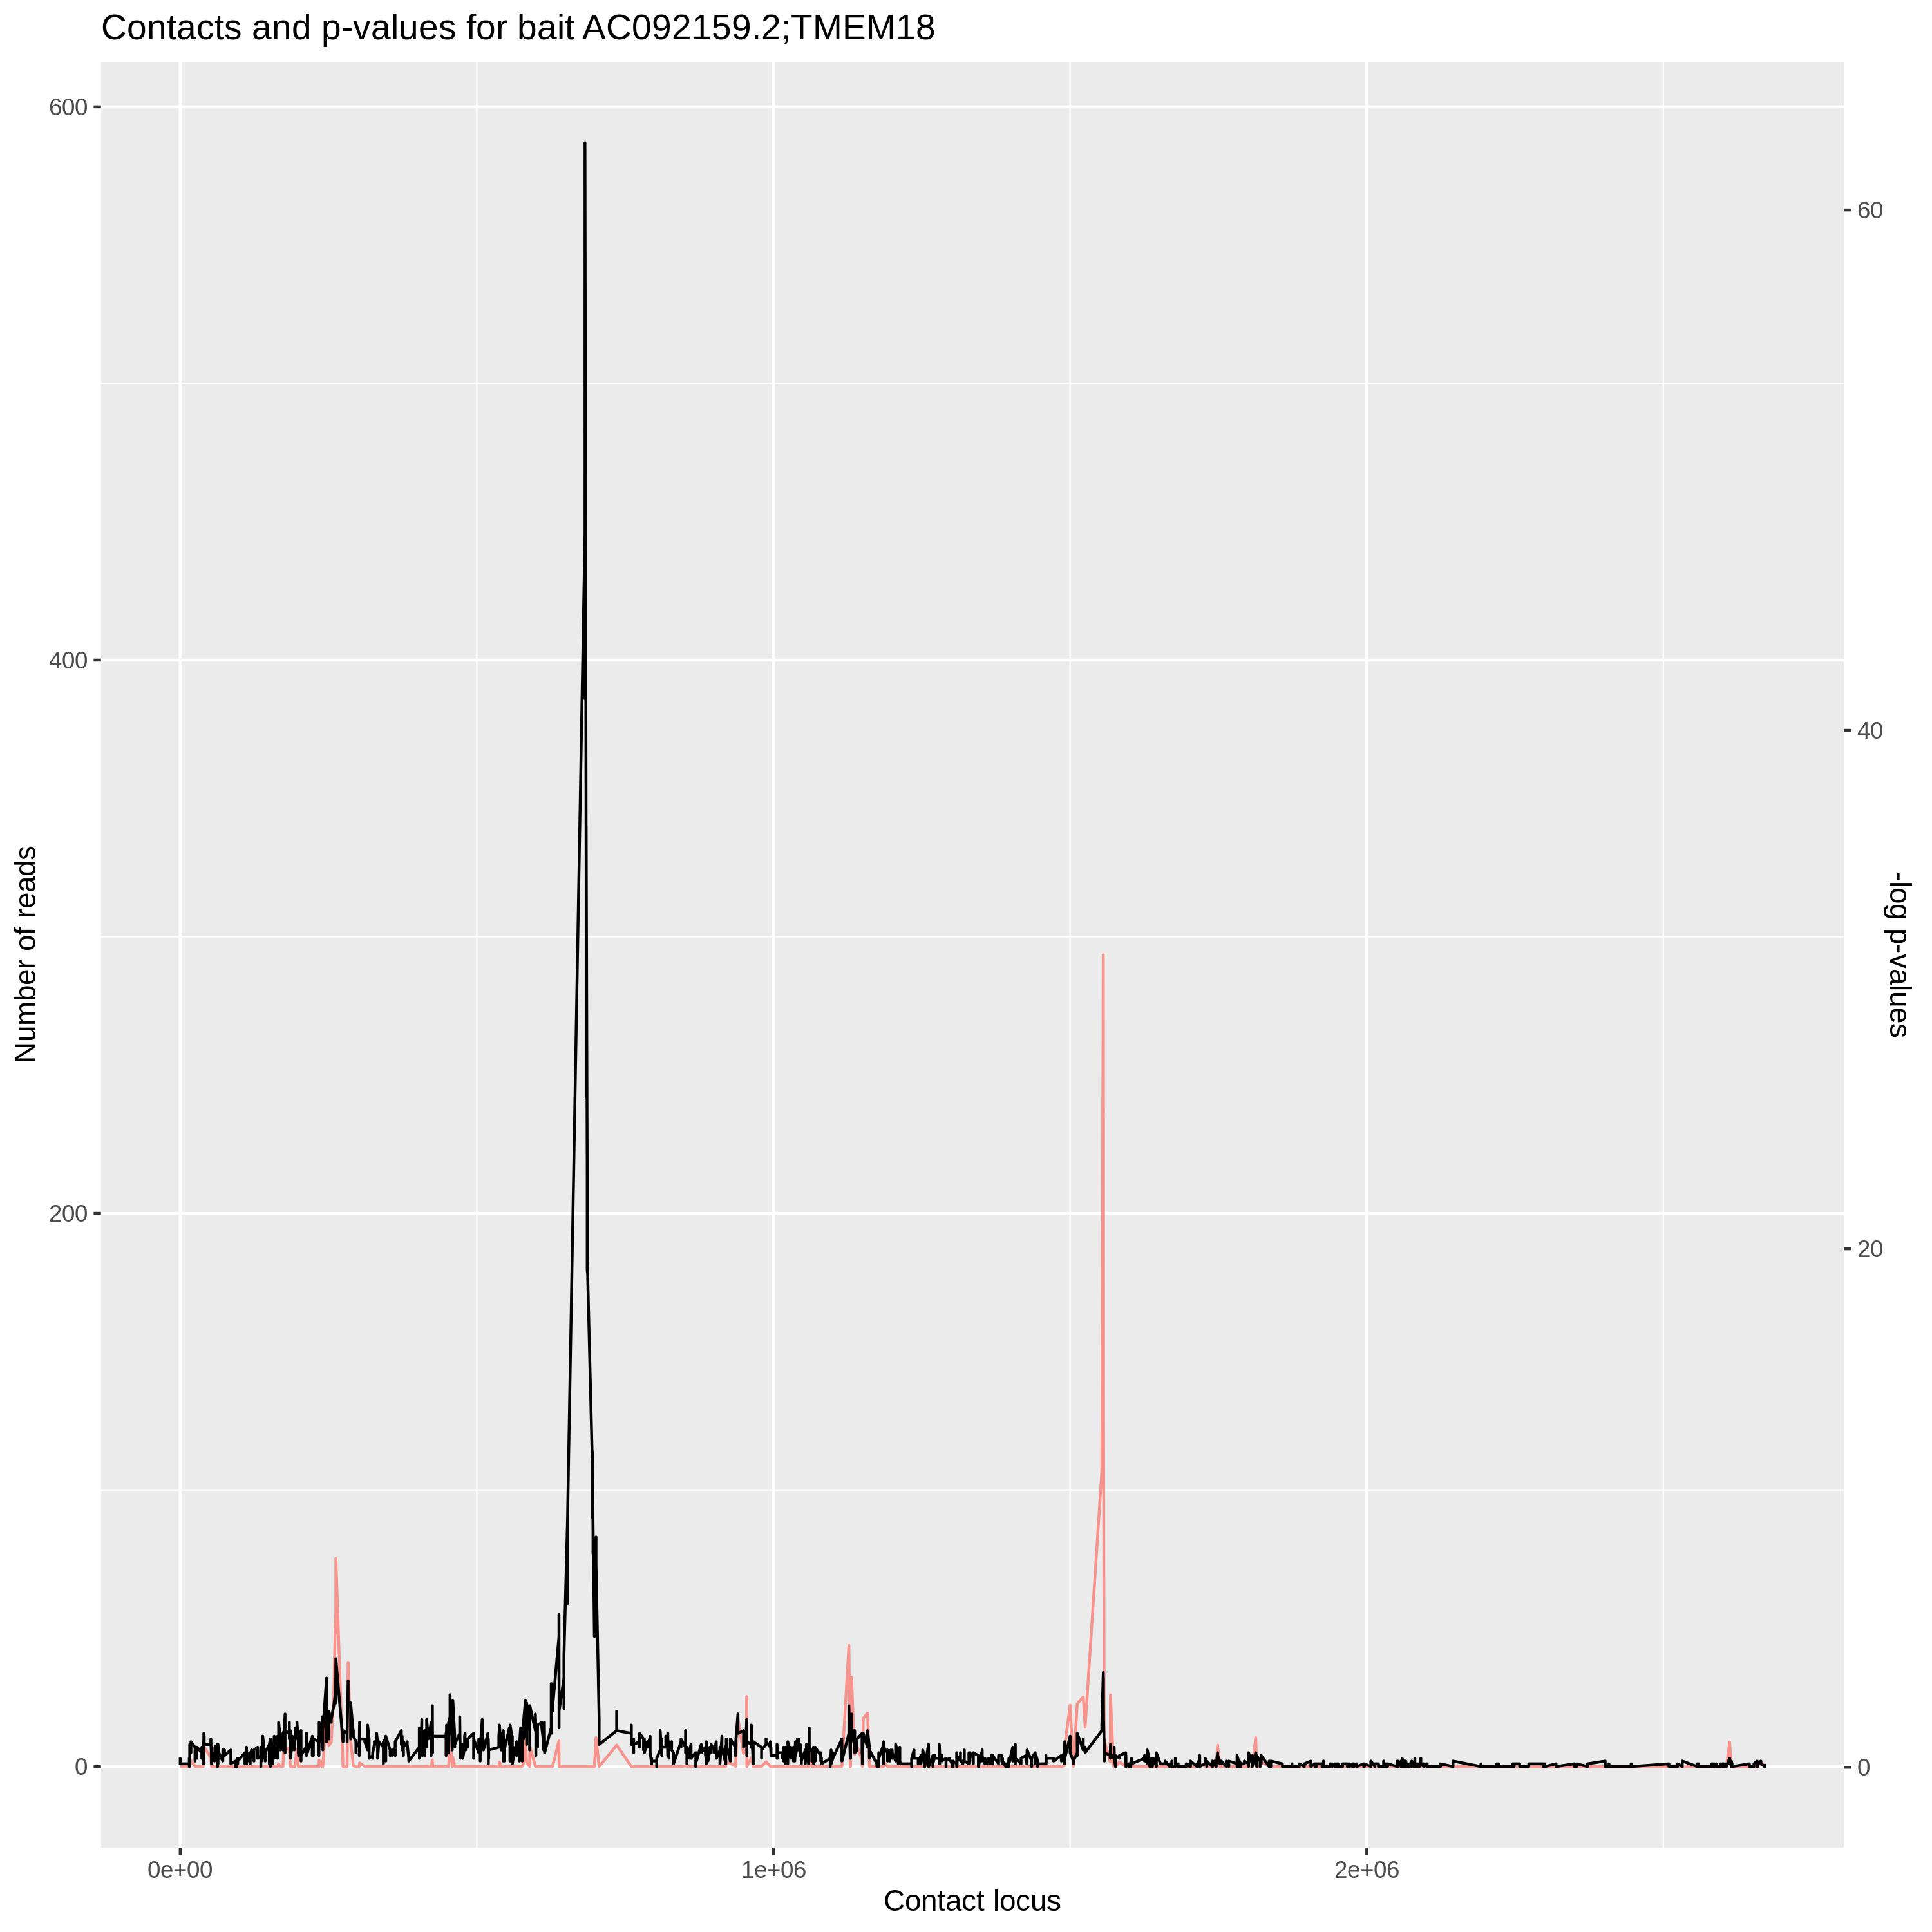 Contacts and p-values for bait AC092159.2;TMEM18
600
400
200
0
Number of reads
60
40
20
0
-log p-values
0e+00
1e+06
2e+06
Contact locus